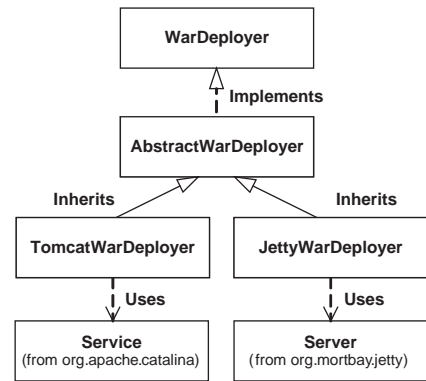 WarDeployer
Implements
AbstractWarDeployer
Inherits
Inherits
TomcatWarDeployer
JettyWarDeployer
Uses
Uses
Service
(from org.apache.catalina)
Server
(from org.mortbay.jetty)